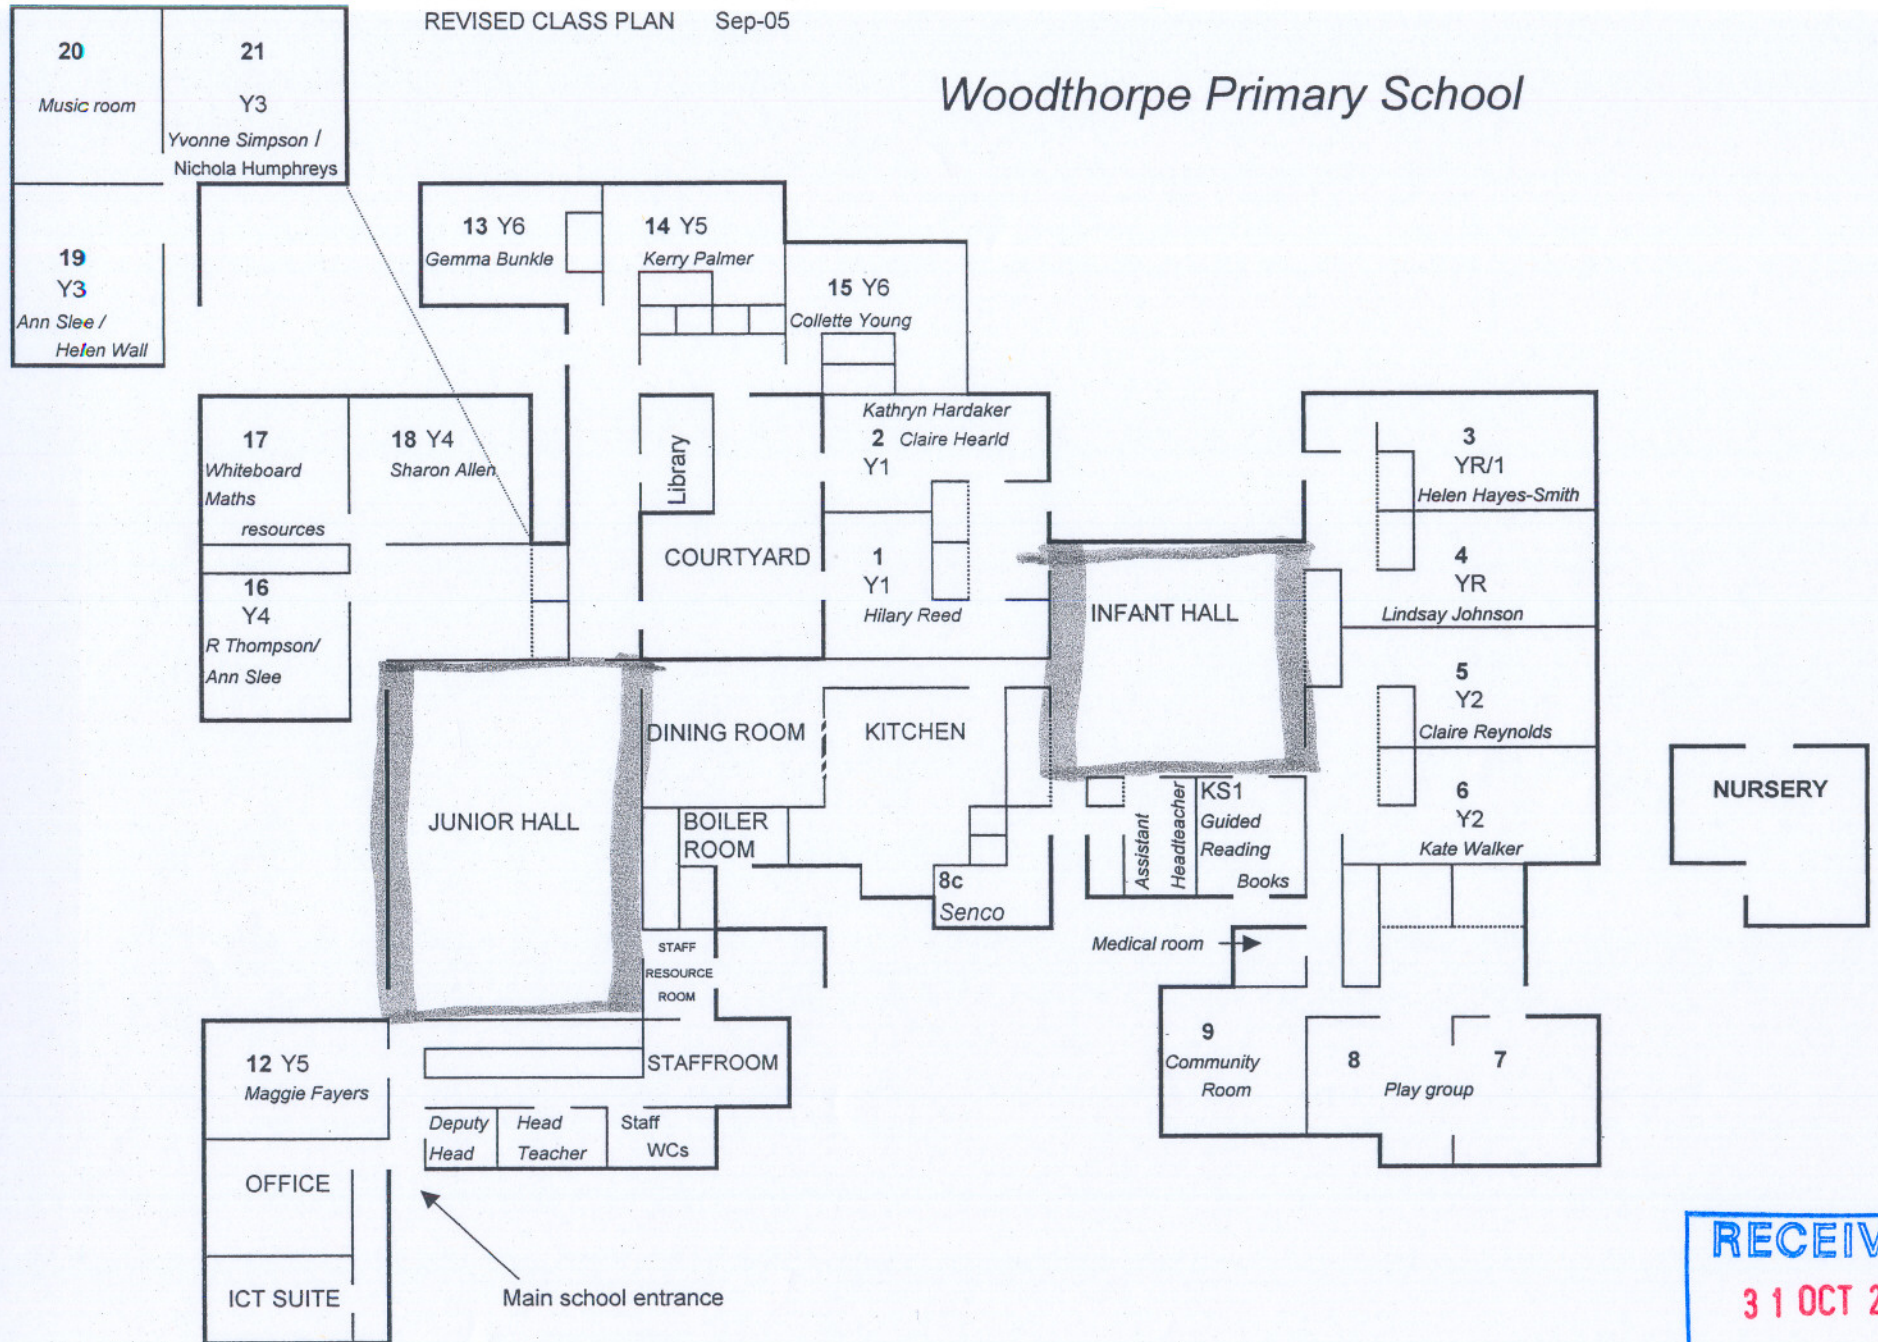 REVISED CLASS PLAN Sep-05
Woodthorpe Primary School
20
Music room
21
Y3
Yvonne Simpson /
Nichola Humphreys
19
Y3
Ann Slee /
Helen Wall
13 Y6
Gemma Bunkle
14 Y5
Kerry Palmer
15 Y6
Collette Young
17
Whiteboard
Maths
resources
18 Y4
Sharon Allen
16
Y4
R Thompson/
Ann Slee
Library
COURTYARD
Kathryn Hardaker
2 Claire Hearld
Y1
1
Y1
Hilary Reed
INFANT HALL
3
YR/1
Helen Hayes-Smith
4
YR
Lindsay Johnson
5
Y2
Claire Reynolds
6
Y2
Kate Walker
NURSERY
JUNIOR HALL
DINING ROOM
KITCHEN
BOILER
ROOM
8c
Senco
Assistant
Headteacher
KS1
Guided
Reading
Books
Medical room
STAFF
RESOURCE
ROOM
STAFFROOM
12 Y5
Maggie Fayers
Deputy
Head
Head
Teacher
Staff
WCs
OFFICE
ICT SUITE
Main school entrance
9
Community
Room
8
Play group
7
RECEIV
31 OCT 2